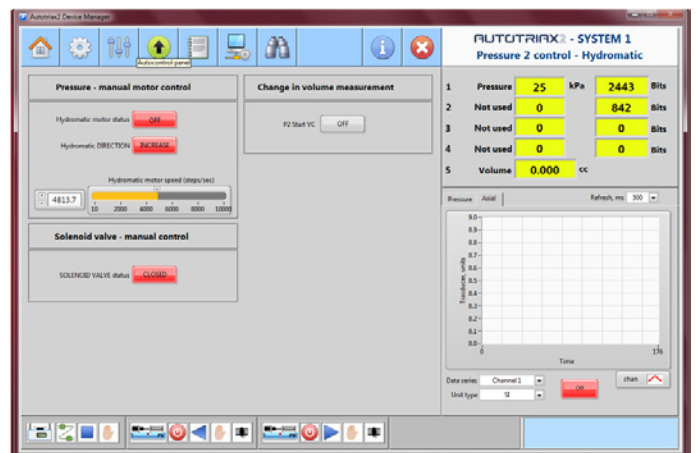 Autotriax2 Device Manager
Autocontrol panel
AUTOTRIAX2 - SYSTEM 1
Pressure 2 control - Hydromatic
Pressure - manual motor control
Hydromatic motor status OFF
Hydromatic DIRECTION INCREASE
Hydromatic motor speed (steps/sec)
4813.7
10 2000 4000 6000 8000 10000
Solenoid valve - manual control
SOLENOID VALVE status CLOSED
Change in volume measurement
P2 Start VC OFF
1 Pressure 25 kPa 2443 Bits
2 Not used 0 842 Bits
3 Not used 0 0 Bits
4 Not used 0 0 Bits
5 Volume 0.000 cc
Pressure Axial Refresh, ms 500
Tranducer, units
9.0
8.8
8.7
8.6
8.5
8.4
8.3
8.2
8.1
8.0
0 176
Time
Data series Channel 1 Off chan
Unit type SI